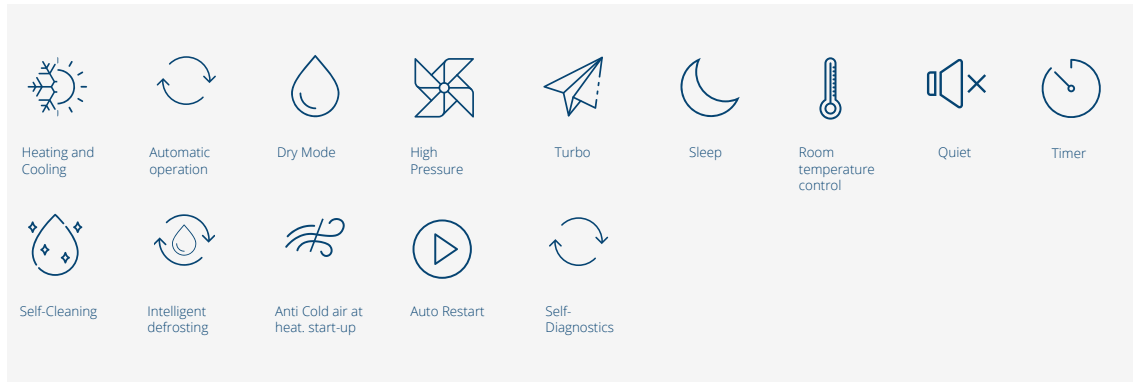 Heating and
Cooling
Automatic
operation
Dry Mode
High
Pressure
Turbo
Sleep
Room
temperature
control
Quiet
Timer
Self-Cleaning
Intelligent
defrosting
Anti Cold air at
heat. start-up
Auto Restart
Self-
Diagnostics